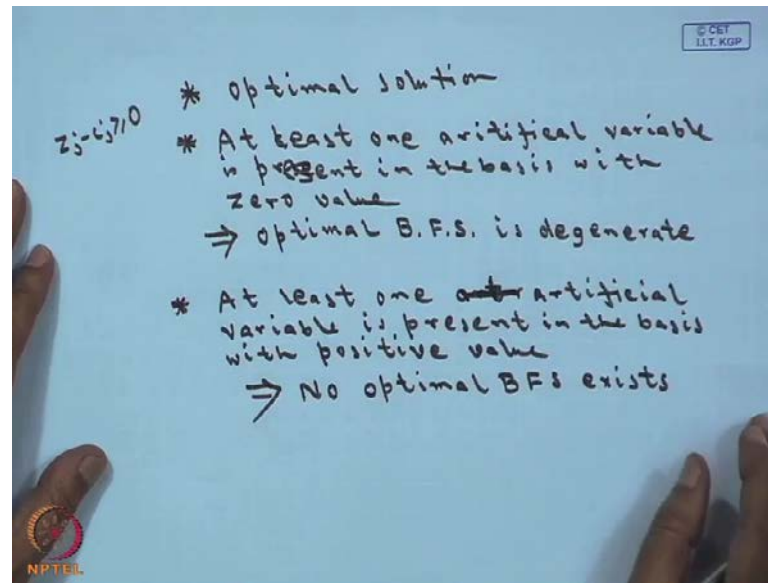 © CET
I.I.T. KGP
* optimal solution
zj-cj≥0
* At least one aritifical variable
is present in the basis with
zero value
⇒ optimal B.F.S. is degenerate
* At least one artificial
variable is present in the basis
with positive value
⇒ No optimal BFS exists
NPTEL